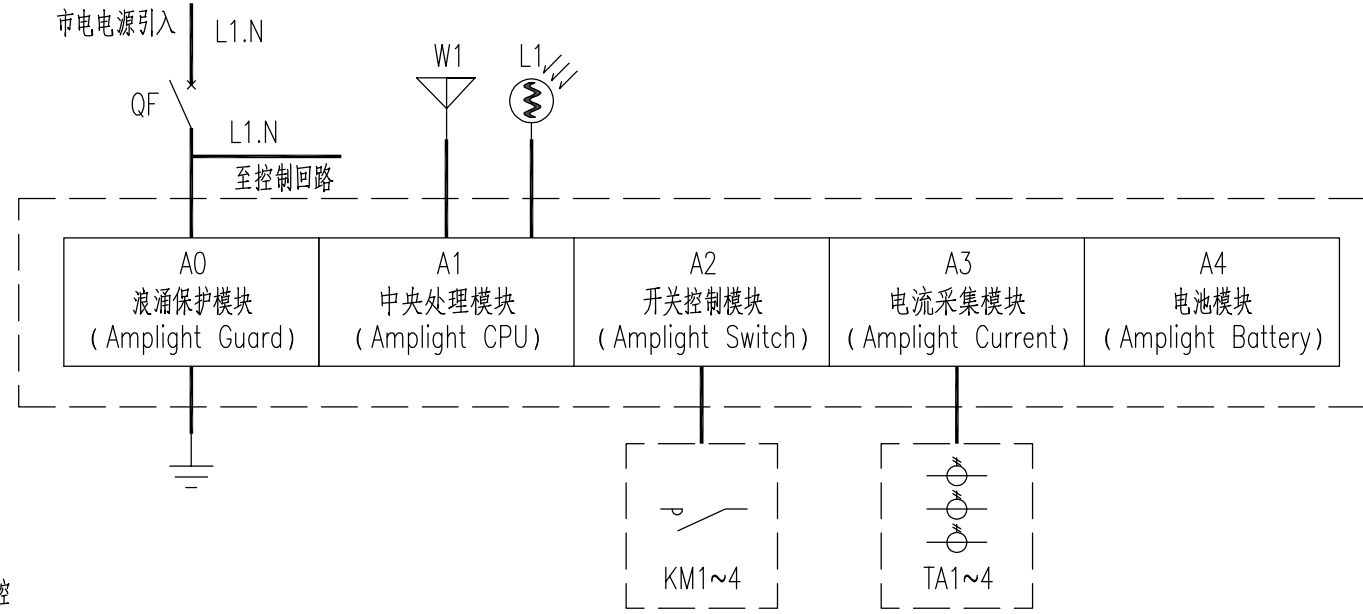 市电电源引入
L1.N
W1
L1
QF
L1.N
至控制回路
A0
浪涌保护模块
(Amplight Guard)
A1
中央处理模块
(Amplight CPU)
A2
开关控制模块
(Amplight Switch)
A3
电流采集模块
(Amplight Current)
A4
电池模块
(Amplight Battery)
KM1~4
TA1~4
控